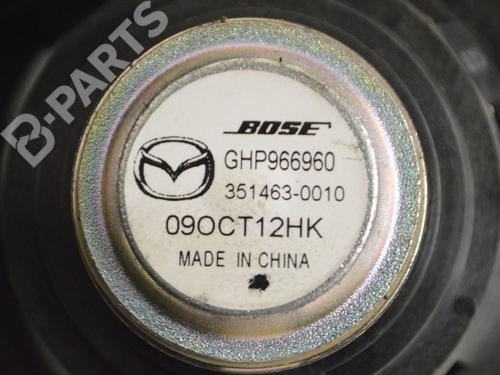 B-PARTS
BOSE
GHP966960
351463-0010
09OCT12HK
MADE IN CHINA